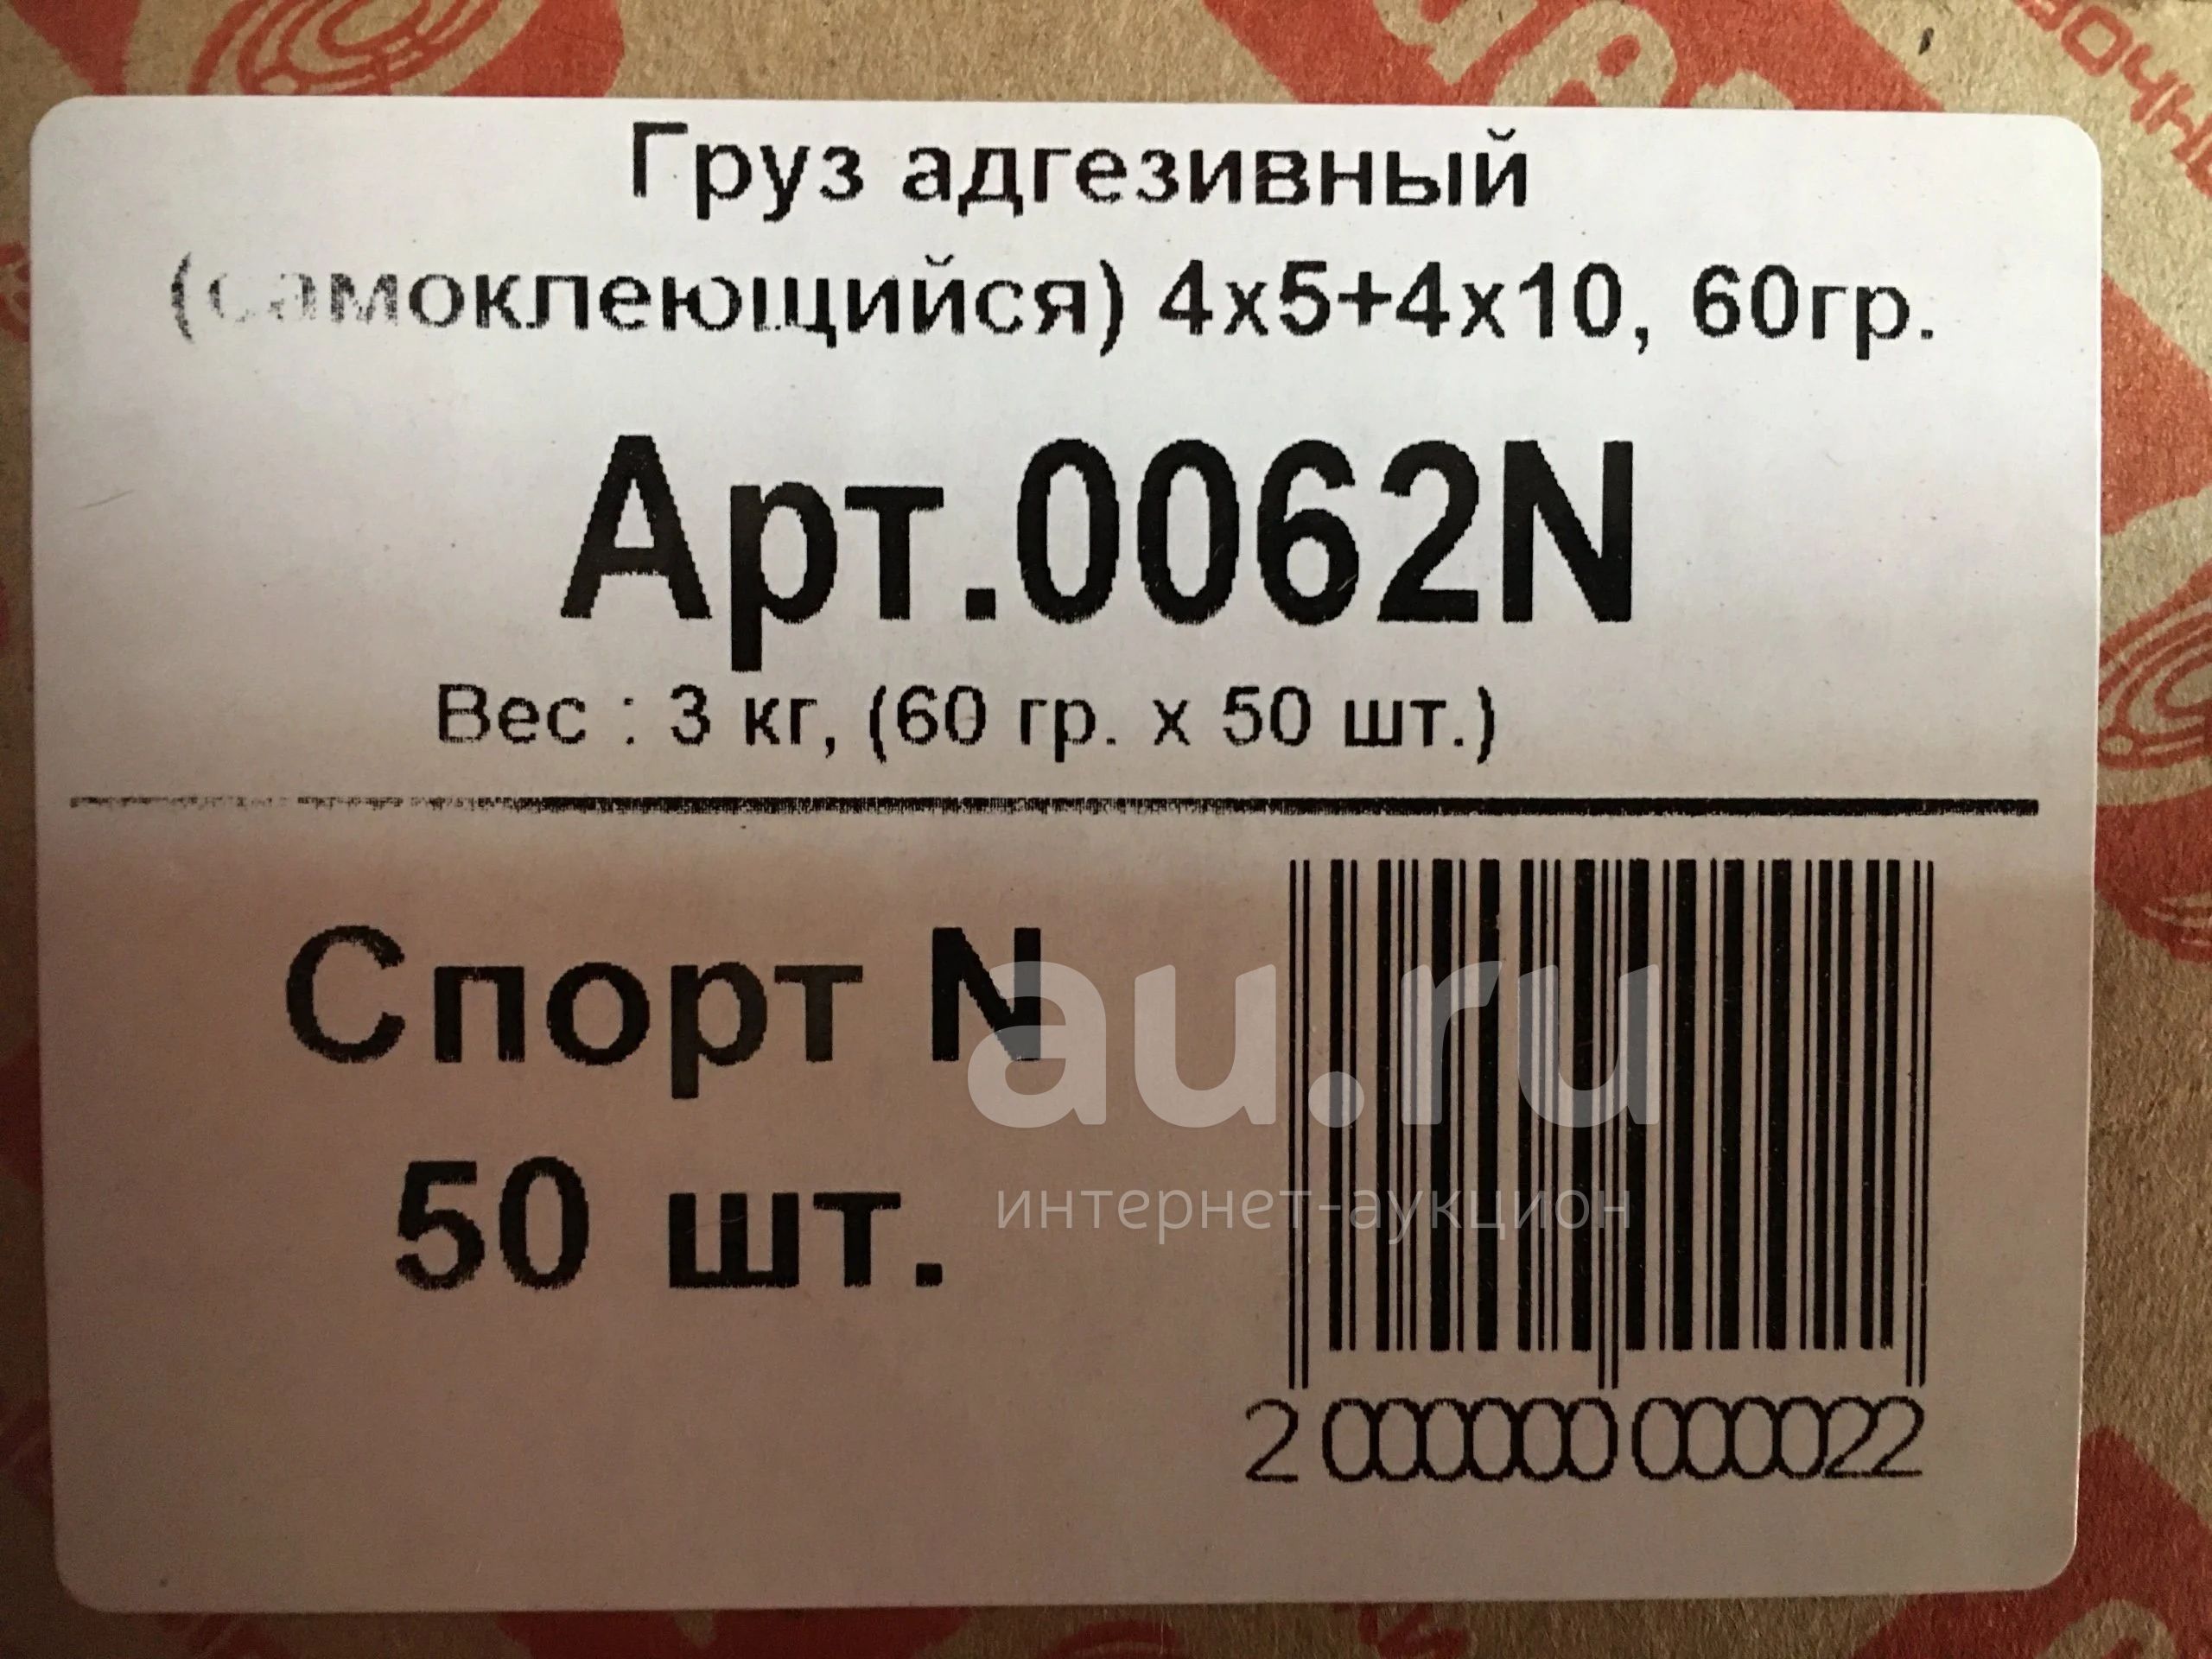 Груз адгезивный
(самоклеющийся) 4х5+4х10, 60гр.
Арт.0062N
Вес : 3 кг, (60 гр. х 50 шт.)
Спорт N
50 шт.
2 000000 000022
au.ru
интернет-аукцион